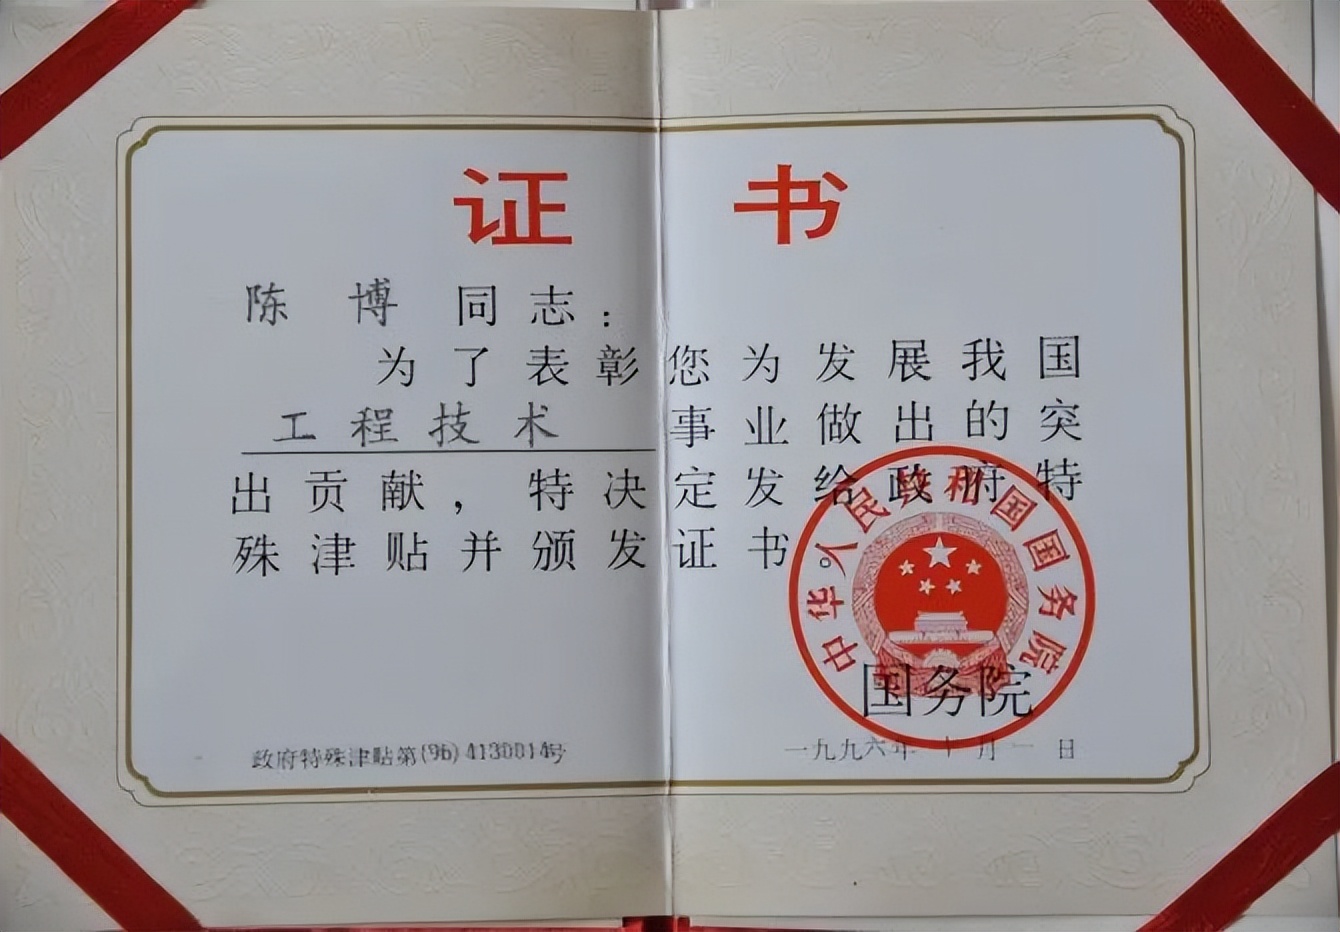 证书
陈博同志：
为了表彰您为发展我国
工程技术事业做出的突
出贡献，特决定发给政府特
殊津贴并颁发证书。
中华人民共和国国务院
国务院
政府特殊津贴第(96)4130014号
一九九六年十月一日